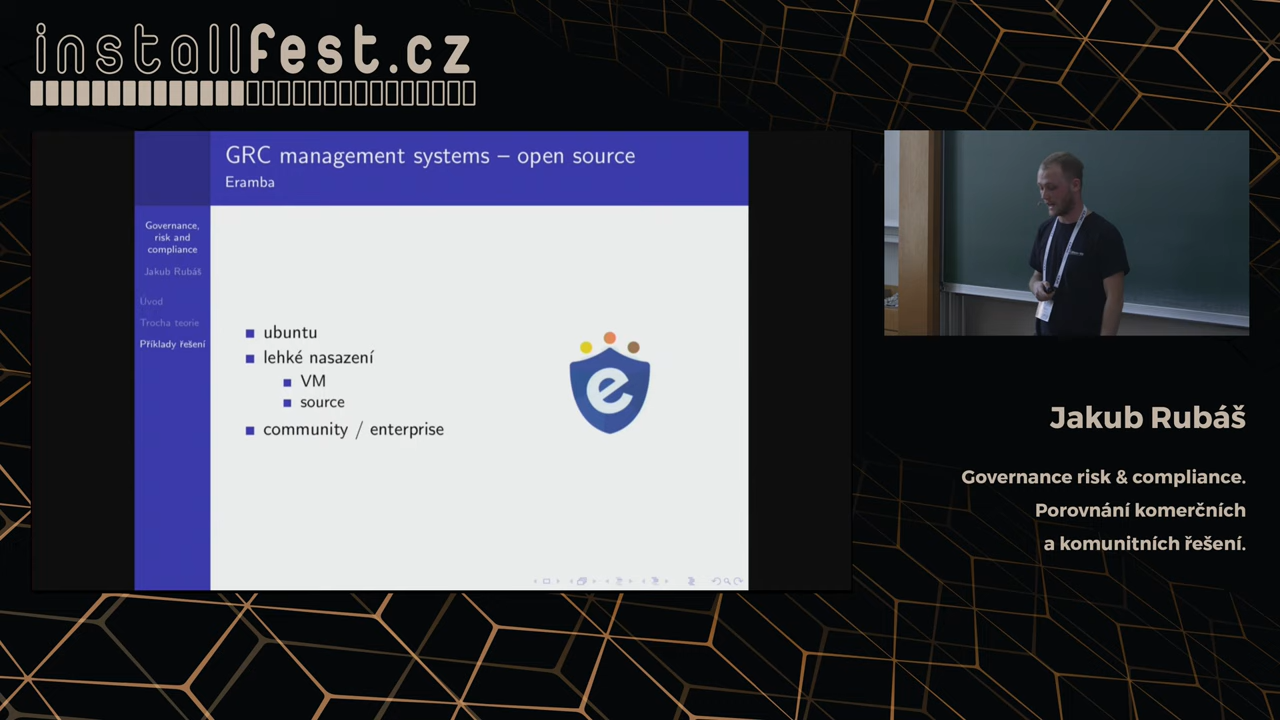 installfest.cz
GRC management systems – open source
Eramba
Governance,
risk and
compliance
Jakub Rubáš
Úvod
Trocha teorie
Příklady řešení
ubuntu
lehké nasazení
VM
source
community / enterprise
e
Jakub Rubáš
Governance risk & compliance.
Porovnání komerčních
a komunitních řešení.